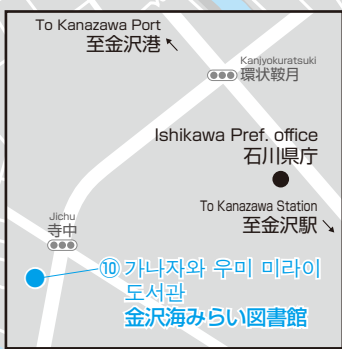 To Kanazawa Port
至金沢港↖
Kanjyokuratsuki
環状鞍月
Ishikawa Pref. office
石川県庁
To Kanazawa Station
至金沢駅↘
Jichu
寺中
⑩ 가나자와 우미 미라이
도서관
金沢海みらい図書館